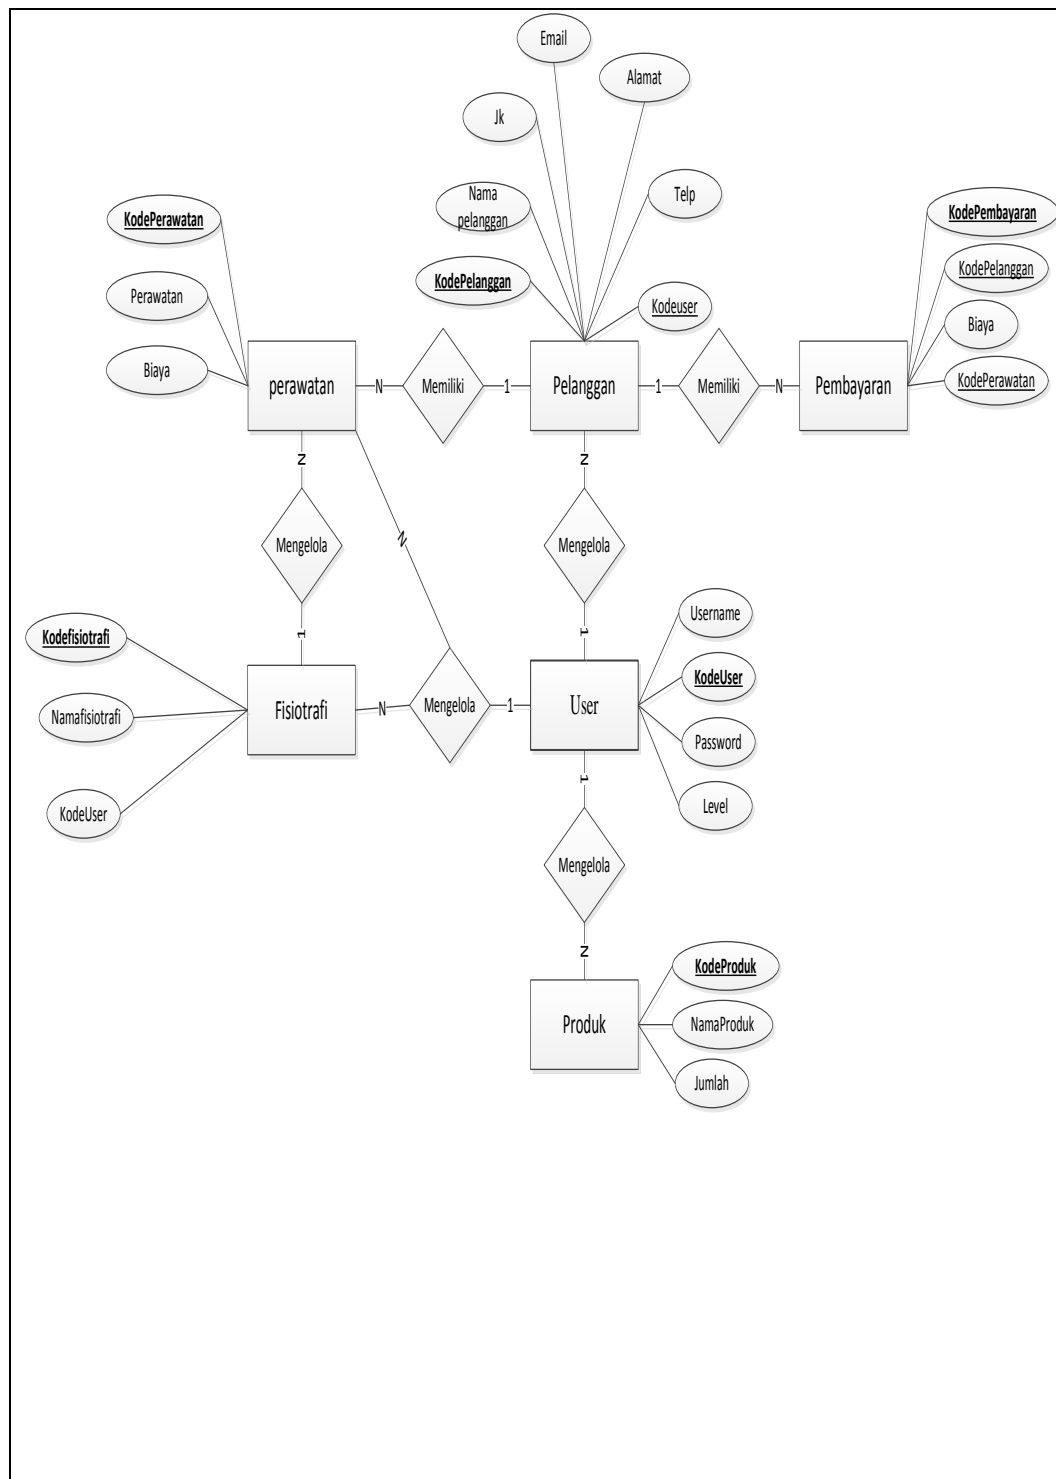 Email
Alamat
Jk
Telp
Nama
pelanggan
KodePerawatan
KodePembayaran
KodePelanggan
KodePelanggan
Perawatan
Kodeuser
Biaya
Biaya
KodePerawatan
perawatan
N
Memiliki
1
Pelanggan
1
Memiliki
N
Pembayaran
N
N
N
Mengelola
Mengelola
1
1
Username
Kodefisiotrafi
KodeUser
Namafisiotrafi
Fisiotrafi
N
Mengelola
1
User
Password
KodeUser
Level
1
Mengelola
N
KodeProduk
Produk
NamaProduk
Jumlah